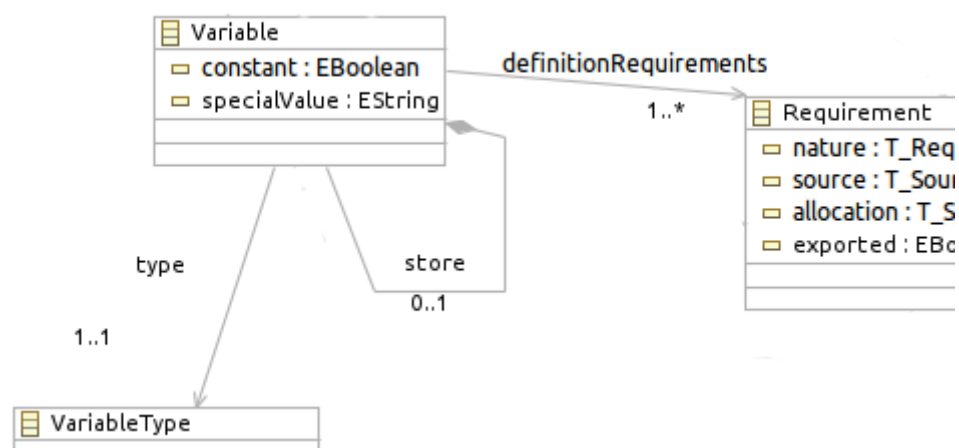 Variable
constant : EBoolean
specialValue : EString
definitionRequirements
1..*
Requirement
nature : T_Req
source : T_Sour
allocation : T_S
exported : EBo
type
store
0..1
1..1
VariableType